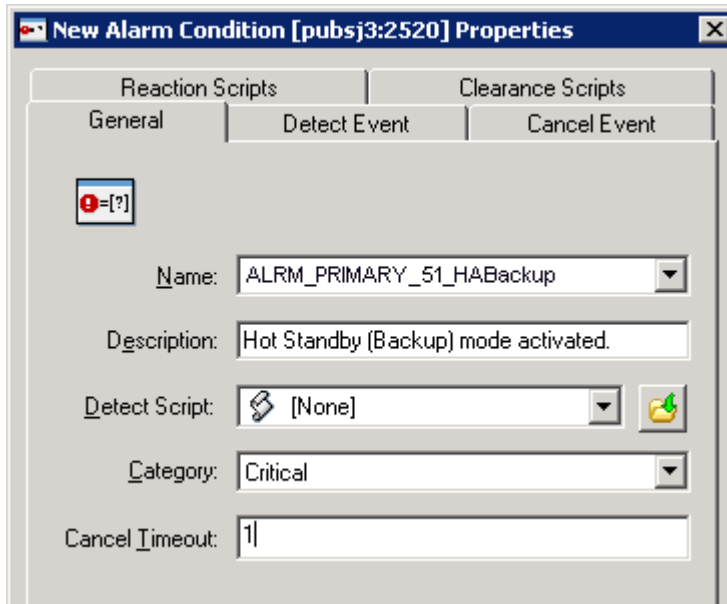 New Alarm Condition [pubsj3:2520] Properties
Reaction Scripts Clearance Scripts
General Detect Event Cancel Event
!=[?]
Name: ALRM_PRIMARY_51_HABackup
Description: Hot Standby (Backup) mode activated.
Detect Script: [None]
Category: Critical
Cancel Timeout: 1